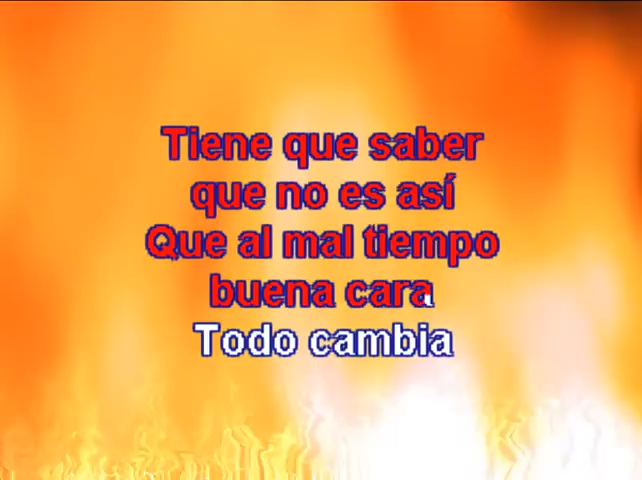 Tiene que saber
que no es así
Que al mal tiempo
buena cara
Todo cambia